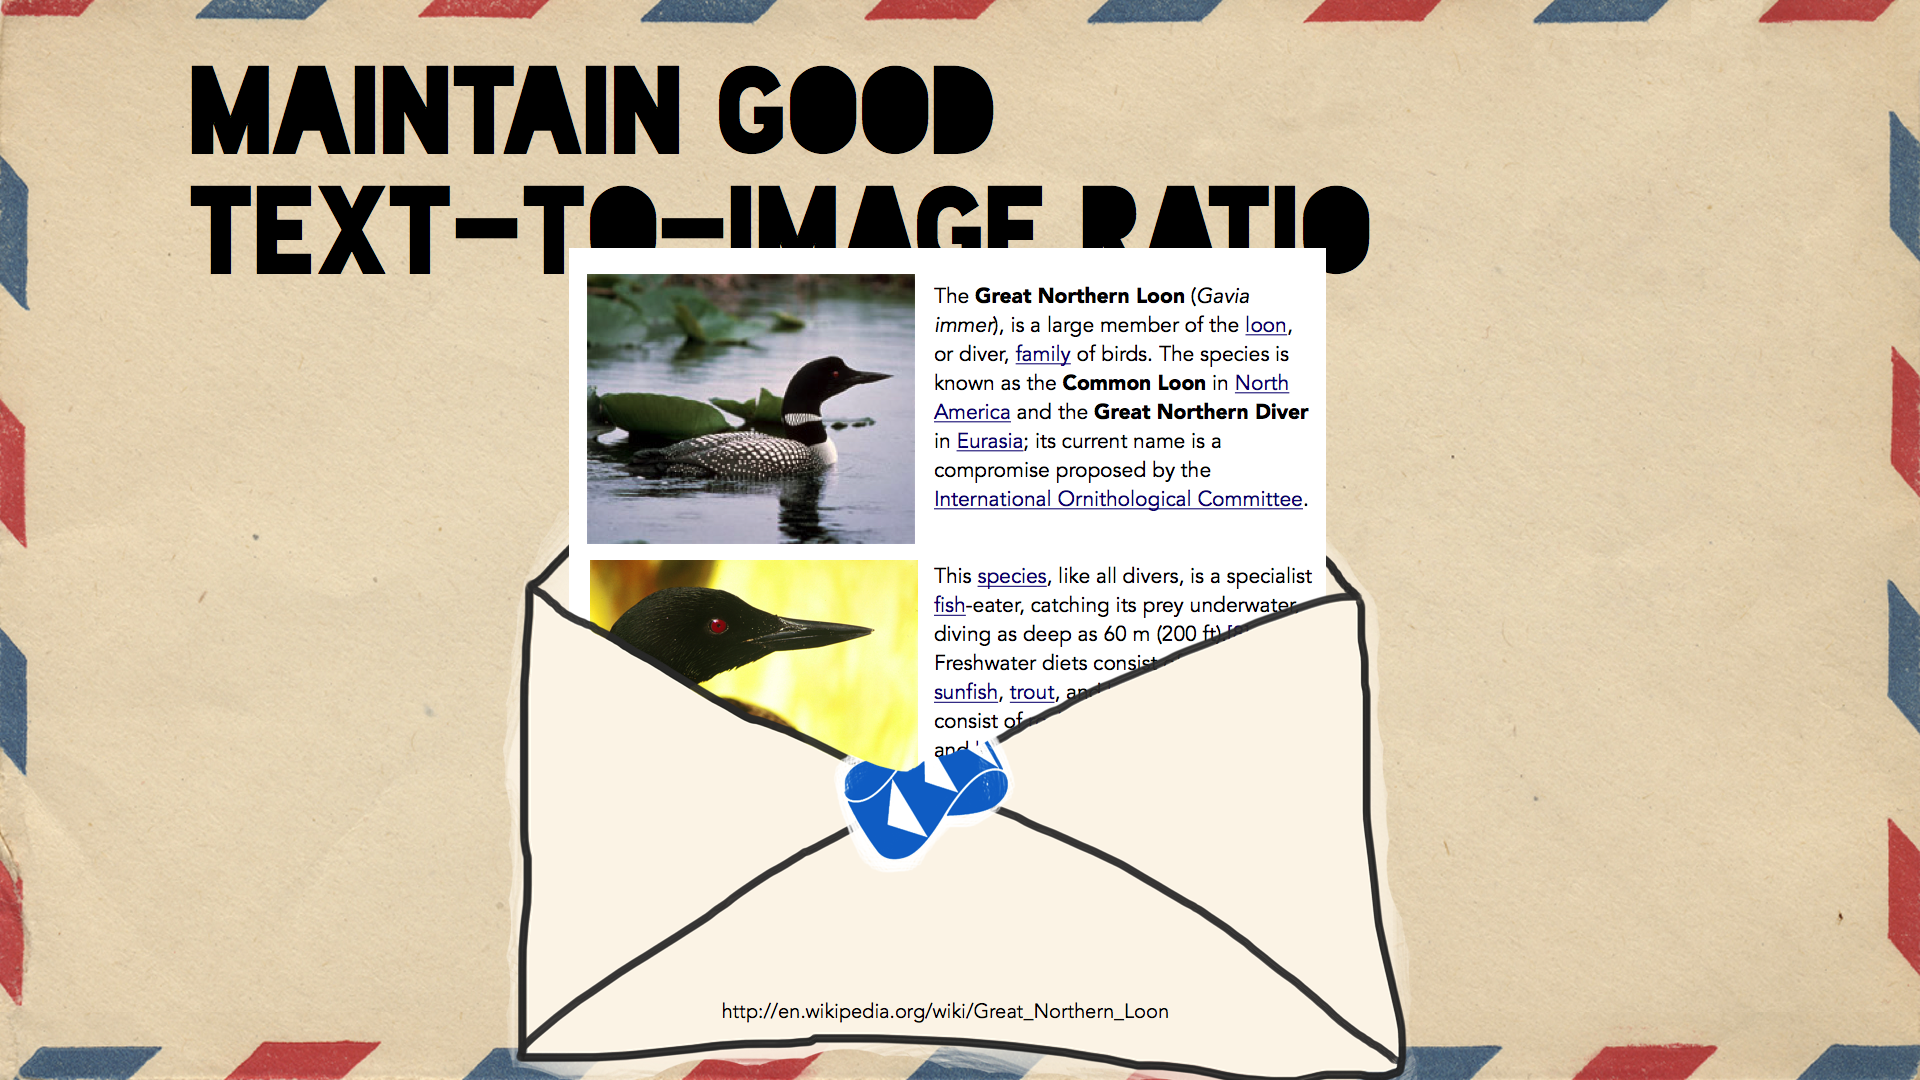 MAINTAIN GOOD
TEXT-TO-IMAGE RATIO
The Great Northern Loon (Gavia
immer), is a large member of the loon,
or diver, family of birds. The species is
known as the Common Loon in North
America and the Great Northern Diver
in Eurasia; its current name is a
compromise proposed by the
International Ornithological Committee.
This species, like all divers, is a specialist
fish-eater, catching its prey underwater,
diving as deep as 60 m (200 ft).
Freshwater diets consist
sunfish, trout, and
consist of
and
http://en.wikipedia.org/wiki/Great_Northern_Loon